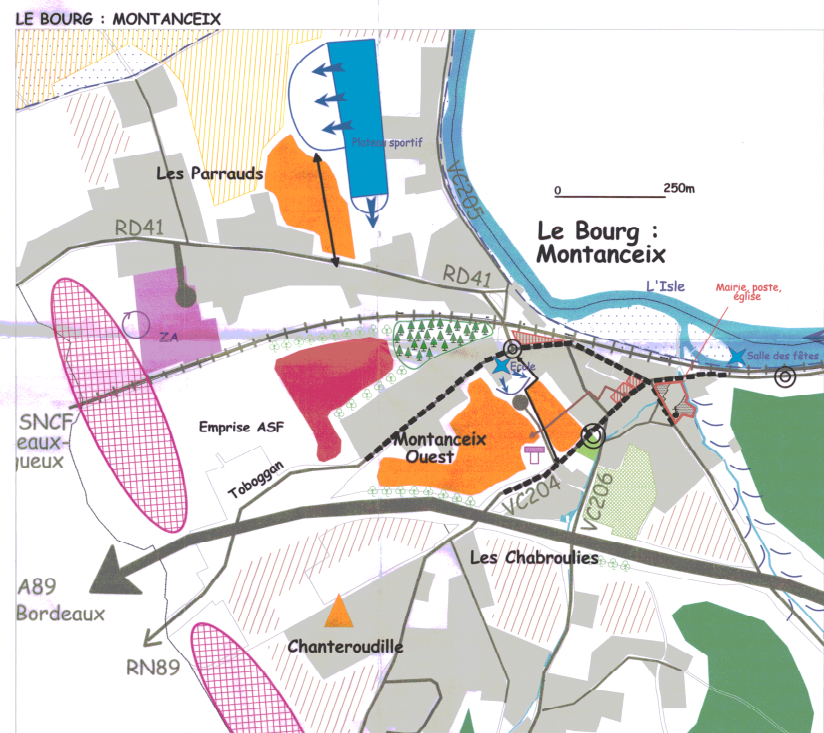 LE BOURG : MONTANCEIX
Plateau sportif
Les Parrauds
VC205
0 250m
RD41
Le Bourg :
Montanceix
RD41
L'Isle
Mairie, poste,
église
ZA
Salle des fêtes
Ecole
SNCF
eaux-
gueux
Emprise ASF
Montanceix
Ouest
Toboggan
VC204
VC206
Les Chabroulies
A89
Bordeaux
Chanteroudille
RN89